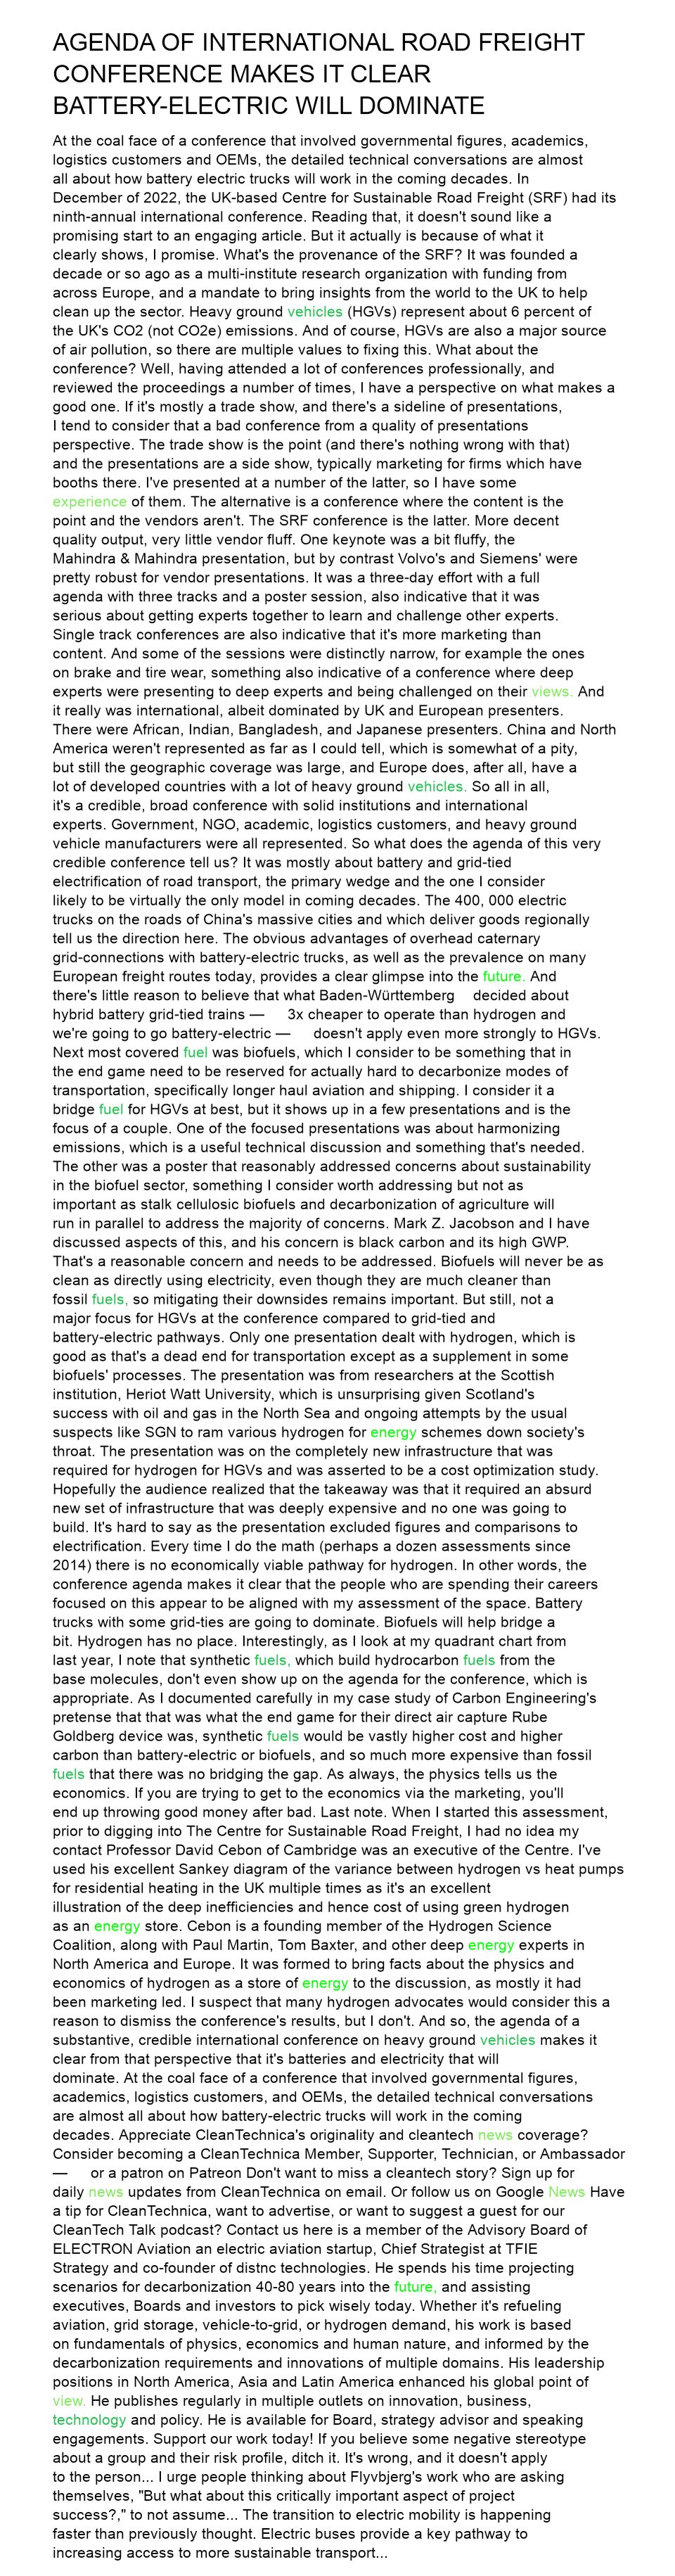 AGENDA OF INTERNATIONAL ROAD FREIGHT
CONFERENCE MAKES IT CLEAR
BATTERY-ELECTRIC WILL DOMINATE
At the coal face of a conference that involved governmental figures, academics,
logistics customers and OEMs, the detailed technical conversations are almost
all about how battery electric trucks will work in the coming decades. In
December of 2022, the UK-based Centre for Sustainable Road Freight (SRF) had its
ninth-annual international conference. Reading that, it doesn't sound like a
promising start to an engaging article. But it actually is because of what it
clearly shows, I promise. What's the provenance of the SRF? It was founded a
decade or so ago as a multi-institute research organization with funding from
across Europe, and a mandate to bring insights from the world to the UK to help
clean up the sector. Heavy ground vehicles (HGVs) represent about 6 percent of
the UK's CO2 (not CO2e) emissions. And of course, HGVs are also a major source
of air pollution, so there are multiple values to fixing this. What about the
conference? Well, having attended a lot of conferences professionally, and
reviewed the proceedings a number of times, I have a perspective on what makes a
good one. If it's mostly a trade show, and there's a sideline of presentations,
I tend to consider that a bad conference from a quality of presentations
perspective. The trade show is the point (and there's nothing wrong with that)
and the presentations are a side show, typically marketing for firms which have
booths there. I've presented at a number of the latter, so I have some
experience of them. The alternative is a conference where the content is the
point and the vendors aren't. The SRF conference is the latter. More decent
quality output, very little vendor fluff. One keynote was a bit fluffy, the
Mahindra & Mahindra presentation, but by contrast Volvo's and Siemens' were
pretty robust for vendor presentations. It was a three-day effort with a full
agenda with three tracks and a poster session, also indicative that it was
serious about getting experts together to learn and challenge other experts.
Single track conferences are also indicative that it's more marketing than
content. And some of the sessions were distinctly narrow, for example the ones
on brake and tire wear, something also indicative of a conference where deep
experts were presenting to deep experts and being challenged on their views. And
it really was international, albeit dominated by UK and European presenters.
There were African, Indian, Bangladesh, and Japanese presenters. China and North
America weren't represented as far as I could tell, which is somewhat of a pity,
but still the geographic coverage was large, and Europe does, after all, have a
lot of developed countries with a lot of heavy ground vehicles. So all in all,
it's a credible, broad conference with solid institutions and international
experts. Government, NGO, academic, logistics customers, and heavy ground
vehicle manufacturers were all represented. So what does the agenda of this very
credible conference tell us? It was mostly about battery and grid-tied
electrification of road transport, the primary wedge and the one I consider
likely to be virtually the only model in coming decades. The 400, 000 electric
trucks on the roads of China's massive cities and which deliver goods regionally
tell us the direction here. The obvious advantages of overhead caternary
grid-connections with battery-electric trucks, as well as the prevalence on many
European freight routes today, provides a clear glimpse into the future. And
there's little reason to believe that what Baden-Württemberg decided about
hybrid battery grid-tied trains — 3x cheaper to operate than hydrogen and
we're going to go battery-electric — doesn't apply even more strongly to HGVs.
Next most covered fuel was biofuels, which I consider to be something that in
the end game need to be reserved for actually hard to decarbonize modes of
transportation, specifically longer haul aviation and shipping. I consider it a
bridge fuel for HGVs at best, but it shows up in a few presentations and is the
focus of a couple. One of the focused presentations was about harmonizing
emissions, which is a useful technical discussion and something that's needed.
The other was a poster that reasonably addressed concerns about sustainability
in the biofuel sector, something I consider worth addressing but not as
important as stalk cellulosic biofuels and decarbonization of agriculture will
run in parallel to address the majority of concerns. Mark Z. Jacobson and I have
discussed aspects of this, and his concern is black carbon and its high GWP.
That's a reasonable concern and needs to be addressed. Biofuels will never be as
clean as directly using electricity, even though they are much cleaner than
fossil fuels, so mitigating their downsides remains important. But still, not a
major focus for HGVs at the conference compared to grid-tied and
battery-electric pathways. Only one presentation dealt with hydrogen, which is
good as that's a dead end for transportation except as a supplement in some
biofuels' processes. The presentation was from researchers at the Scottish
institution, Heriot Watt University, which is unsurprising given Scotland's
success with oil and gas in the North Sea and ongoing attempts by the usual
suspects like SGN to ram various hydrogen for energy schemes down society's
throat. The presentation was on the completely new infrastructure that was
required for hydrogen for HGVs and was asserted to be a cost optimization study.
Hopefully the audience realized that the takeaway was that it required an absurd
new set of infrastructure that was deeply expensive and no one was going to
build. It's hard to say as the presentation excluded figures and comparisons to
electrification. Every time I do the math (perhaps a dozen assessments since
2014) there is no economically viable pathway for hydrogen. In other words, the
conference agenda makes it clear that the people who are spending their careers
focused on this appear to be aligned with my assessment of the space. Battery
trucks with some grid-ties are going to dominate. Biofuels will help bridge a
bit. Hydrogen has no place. Interestingly, as I look at my quadrant chart from
last year, I note that synthetic fuels, which build hydrocarbon fuels from the
base molecules, don't even show up on the agenda for the conference, which is
appropriate. As I documented carefully in my case study of Carbon Engineering's
pretense that that was what the end game for their direct air capture Rube
Goldberg device was, synthetic fuels would be vastly higher cost and higher
carbon than battery-electric or biofuels, and so much more expensive than fossil
fuels that there was no bridging the gap. As always, the physics tells us the
economics. If you are trying to get to the economics via the marketing, you'll
end up throwing good money after bad. Last note. When I started this assessment,
prior to digging into The Centre for Sustainable Road Freight, I had no idea my
contact Professor David Cebon of Cambridge was an executive of the Centre. I've
used his excellent Sankey diagram of the variance between hydrogen vs heat pumps
for residential heating in the UK multiple times as it's an excellent
illustration of the deep inefficiencies and hence cost of using green hydrogen
as an energy store. Cebon is a founding member of the Hydrogen Science
Coalition, along with Paul Martin, Tom Baxter, and other deep energy experts in
North America and Europe. It was formed to bring facts about the physics and
economics of hydrogen as a store of energy to the discussion, as mostly it had
been marketing led. I suspect that many hydrogen advocates would consider this a
reason to dismiss the conference's results, but I don't. And so, the agenda of a
substantive, credible international conference on heavy ground vehicles makes it
clear from that perspective that it's batteries and electricity that will
dominate. At the coal face of a conference that involved governmental figures,
academics, logistics customers, and OEMs, the detailed technical conversations
are almost all about how battery-electric trucks will work in the coming
decades. Appreciate CleanTechnica's originality and cleantech news coverage?
Consider becoming a CleanTechnica Member, Supporter, Technician, or Ambassador
— or a patron on Patreon Don't want to miss a cleantech story? Sign up for
daily news updates from CleanTechnica on email. Or follow us on Google News Have
a tip for CleanTechnica, want to advertise, or want to suggest a guest for our
CleanTech Talk podcast? Contact us here is a member of the Advisory Board of
ELECTRON Aviation an electric aviation startup, Chief Strategist at TFIE
Strategy and co-founder of distnc technologies. He spends his time projecting
scenarios for decarbonization 40-80 years into the future, and assisting
executives, Boards and investors to pick wisely today. Whether it's refueling
aviation, grid storage, vehicle-to-grid, or hydrogen demand, his work is based
on fundamentals of physics, economics and human nature, and informed by the
decarbonization requirements and innovations of multiple domains. His leadership
positions in North America, Asia and Latin America enhanced his global point of
view. He publishes regularly in multiple outlets on innovation, business,
technology and policy. He is available for Board, strategy advisor and speaking
engagements. Support our work today! If you believe some negative stereotype
about a group and their risk profile, ditch it. It's wrong, and it doesn't apply
to the person... I urge people thinking about Flyvbjerg's work who are asking
themselves, "But what about this critically important aspect of project
success?," to not assume... The transition to electric mobility is happening
faster than previously thought. Electric buses provide a key pathway to
increasing access to more sustainable transport...